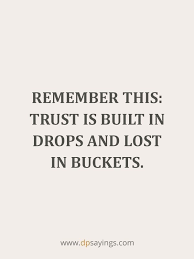 REMEMBER THIS:
TRUST IS BUILT IN
DROPS AND LOST
IN BUCKETS.
www.dpsayings.com